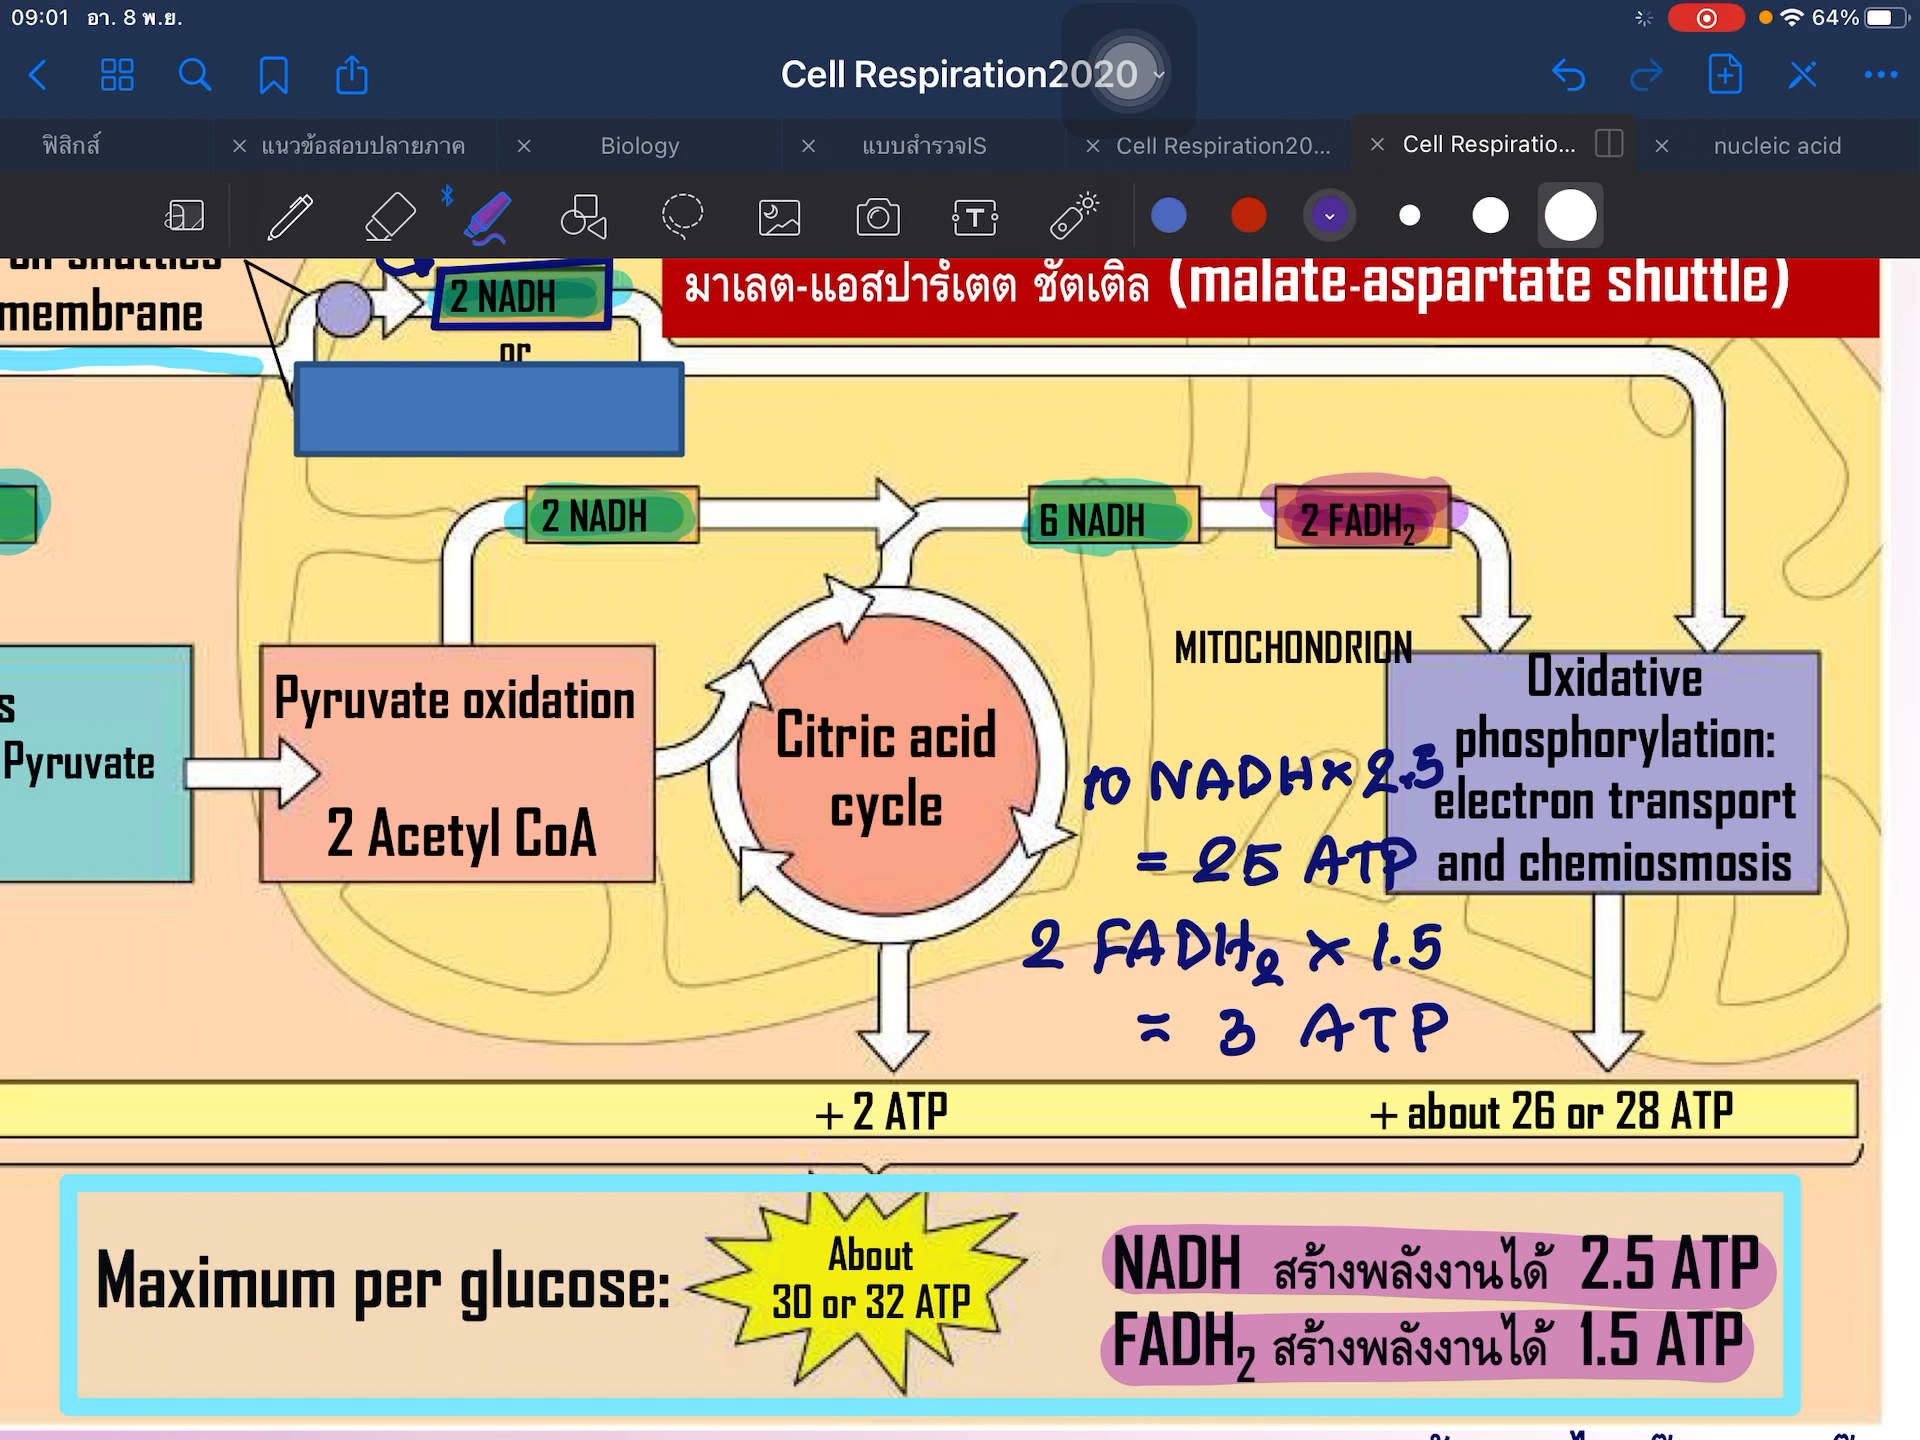 09:01 อา. 8 พ.ย.
64%
Cell Respiration2020
ฟิสิกส์
แนวข้อสอบปลายภาค
Biology
แบบสำรวจIS
Cell Respiration20...
Cell Respiratio...
nucleic acid
membrane
2 NADH
or
มาเลต-แอสปาร์เตต ชัตเติล (malate-aspartate shuttle)
2 NADH
6 NADH
2 FADH₂
MITOCHONDRION
s
Pyruvate
Pyruvate oxidation
2 Acetyl CoA
Citric acid
cycle
Oxidative
phosphorylation:
electron transport
and chemiosmosis
10 NADH × 2.5
= 25 ATP
2 FADH₂ × 1.5
= 3 ATP
+ 2 ATP
+ about 26 or 28 ATP
Maximum per glucose:
About
30 or 32 ATP
NADH สร้างพลังงานได้ 2.5 ATP
FADH₂ สร้างพลังงานได้ 1.5 ATP